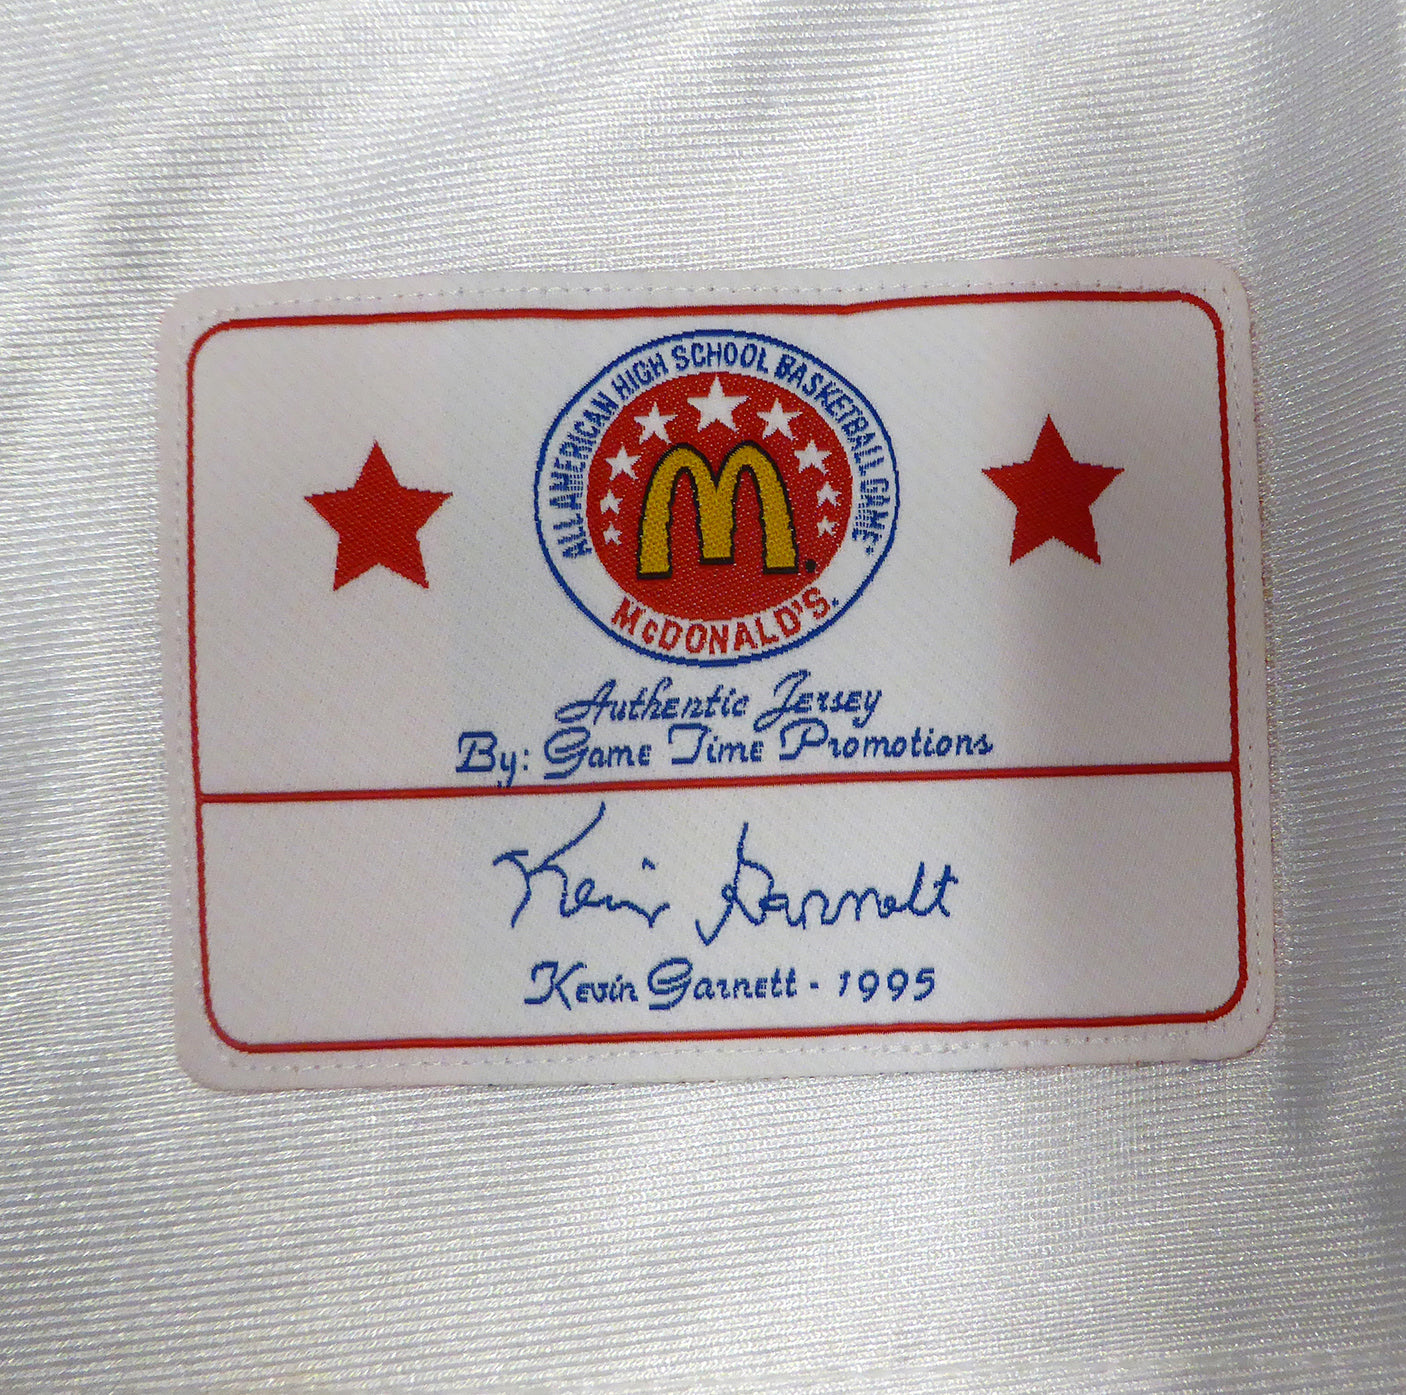 ALL AMERICAN HIGH SCHOOL BASKETBALL GAME
M
McDONALD'S.
Authentic Jersey
By: Game Time Promotions
Kevin Garnett
Kevin Garnett - 1995